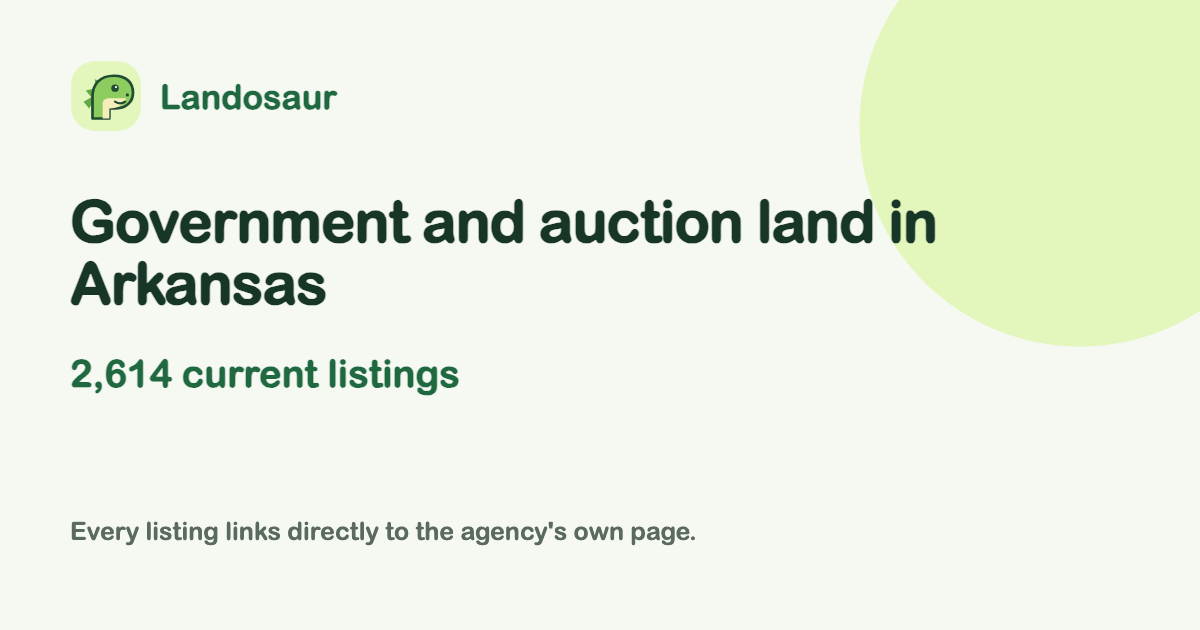 Landosaur
Government and auction land in
Arkansas
2,614 current listings
Every listing links directly to the agency's own page.